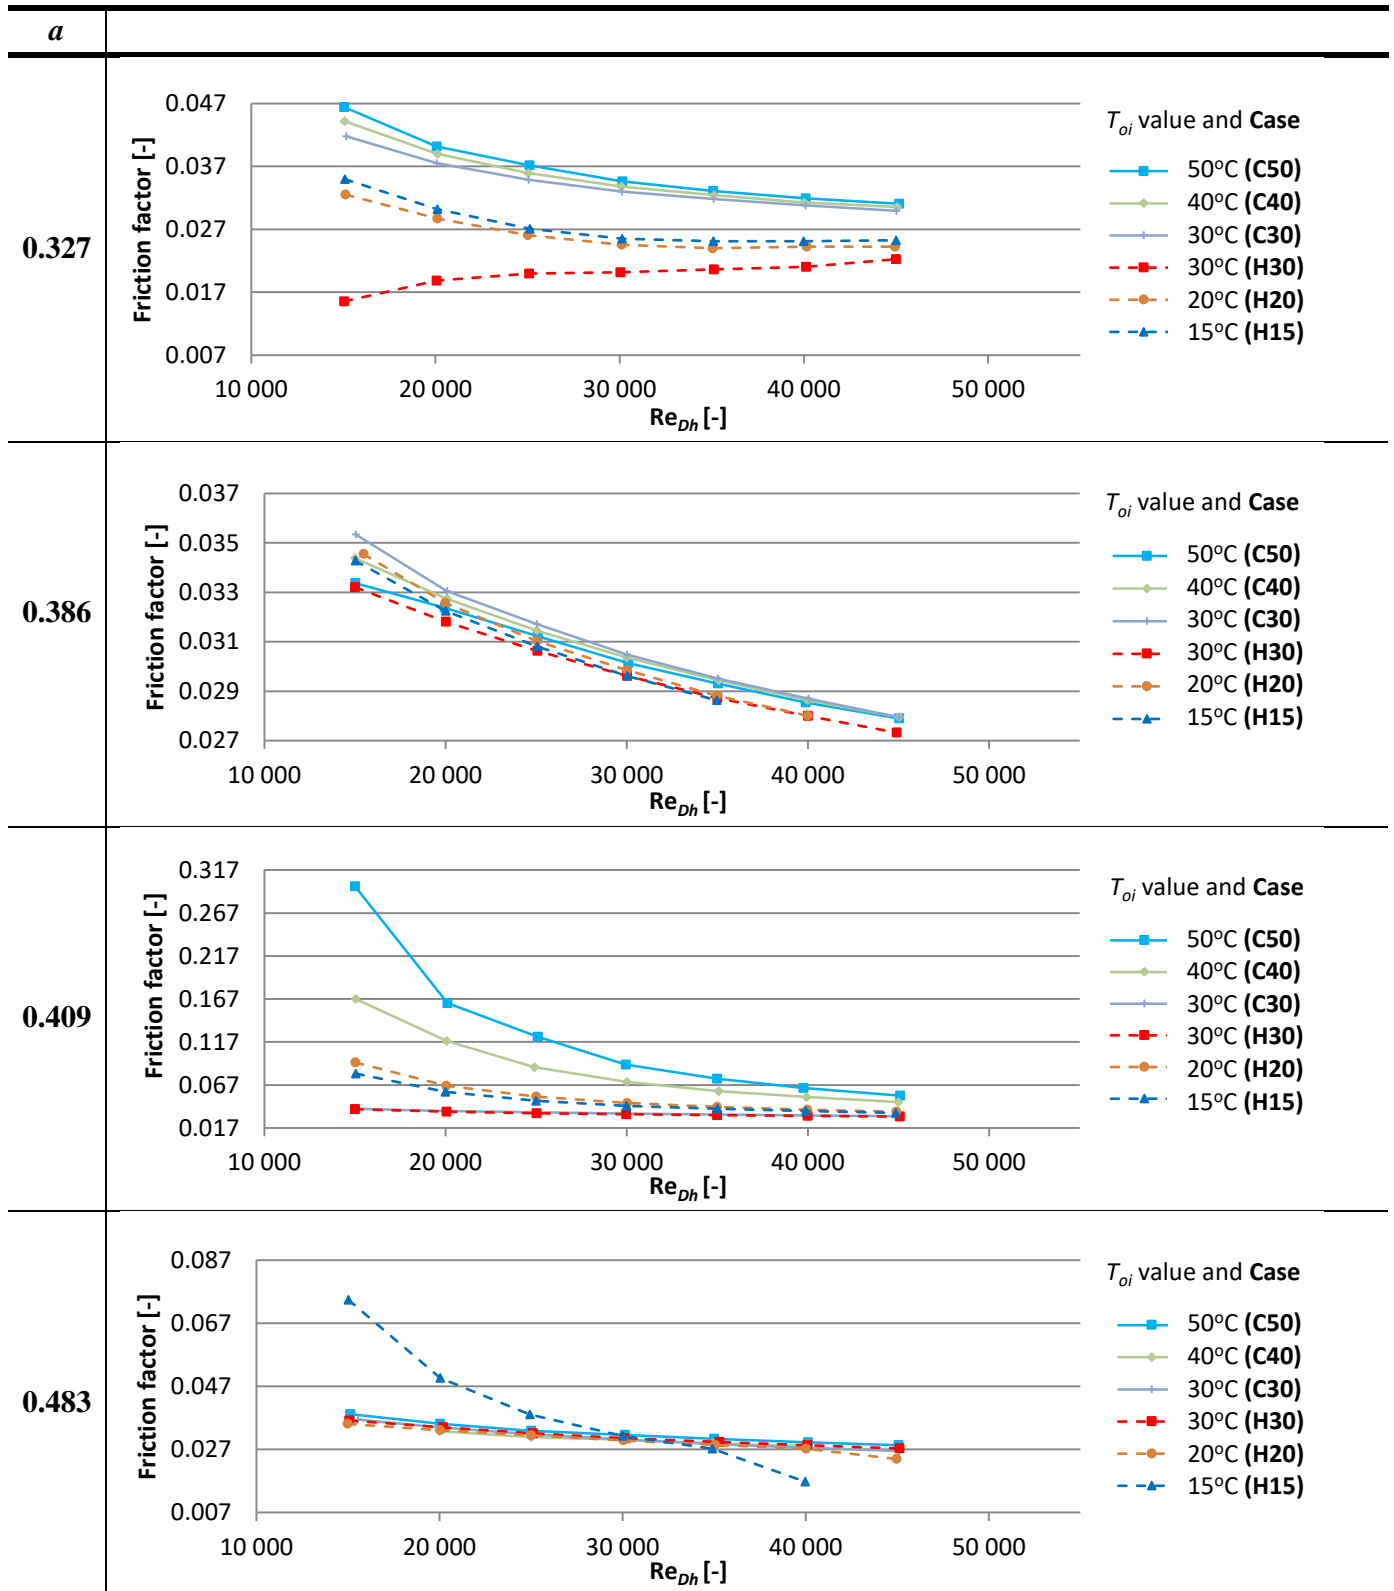 a
0.327
Friction factor [-]
0.047
0.037
0.027
0.017
0.007
10 000 20 000 30 000 40 000 50 000
Re_Dh [-]
T_oi value and Case
50°C (C50)
40°C (C40)
30°C (C30)
30°C (H30)
20°C (H20)
15°C (H15)
0.386
Friction factor [-]
0.037
0.035
0.033
0.031
0.029
0.027
10 000 20 000 30 000 40 000 50 000
Re_Dh [-]
T_oi value and Case
50°C (C50)
40°C (C40)
30°C (C30)
30°C (H30)
20°C (H20)
15°C (H15)
0.409
Friction factor [-]
0.317
0.267
0.217
0.167
0.117
0.067
0.017
10 000 20 000 30 000 40 000 50 000
Re_Dh [-]
T_oi value and Case
50°C (C50)
40°C (C40)
30°C (C30)
30°C (H30)
20°C (H20)
15°C (H15)
0.483
Friction factor [-]
0.087
0.067
0.047
0.027
0.007
10 000 20 000 30 000 40 000 50 000
Re_Dh [-]
T_oi value and Case
50°C (C50)
40°C (C40)
30°C (C30)
30°C (H30)
20°C (H20)
15°C (H15)